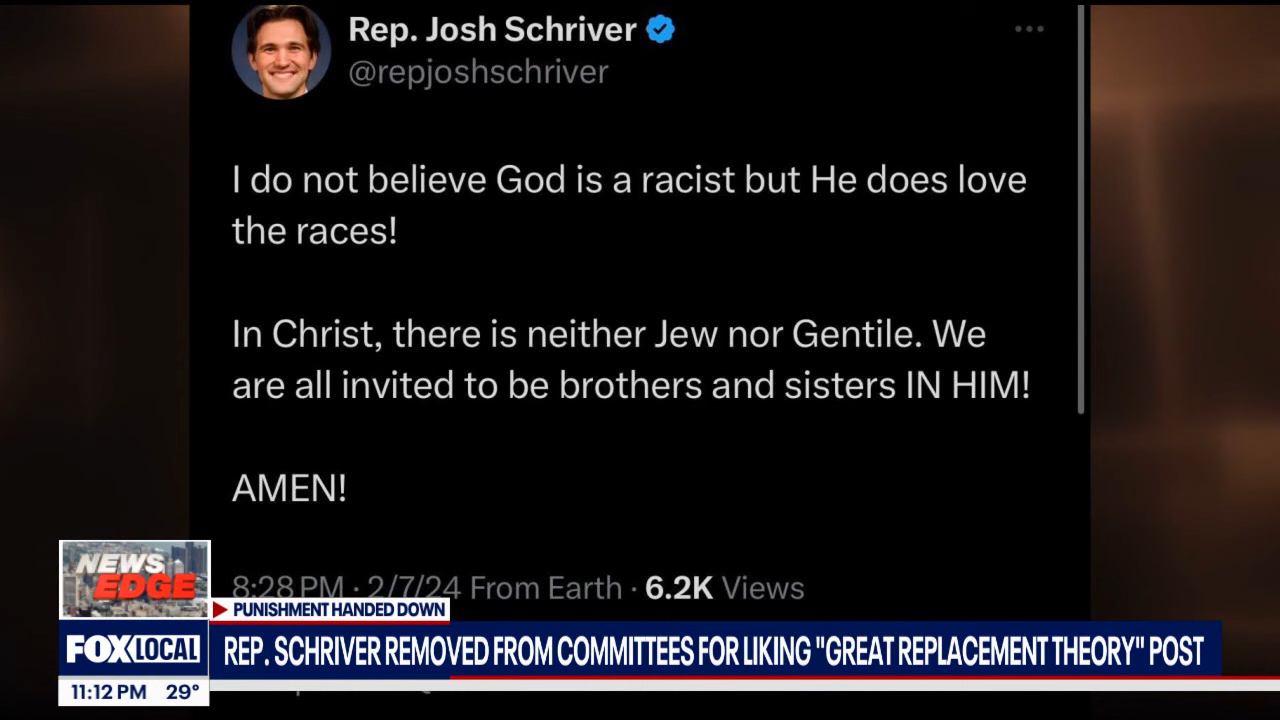 Rep. Josh Schriver
@repjoshschriver
I do not believe God is a racist but He does love
the races!
In Christ, there is neither Jew nor Gentile. We
are all invited to be brothers and sisters IN HIM!
AMEN!
8:28 PM · 2/7/24 From Earth · 6.2K Views
NEWS
EDGE
PUNISHMENT HANDED DOWN
FOX LOCAL
REP. SCHRIVER REMOVED FROM COMMITTEES FOR LIKING "GREAT REPLACEMENT THEORY" POST
11:12 PM 29°